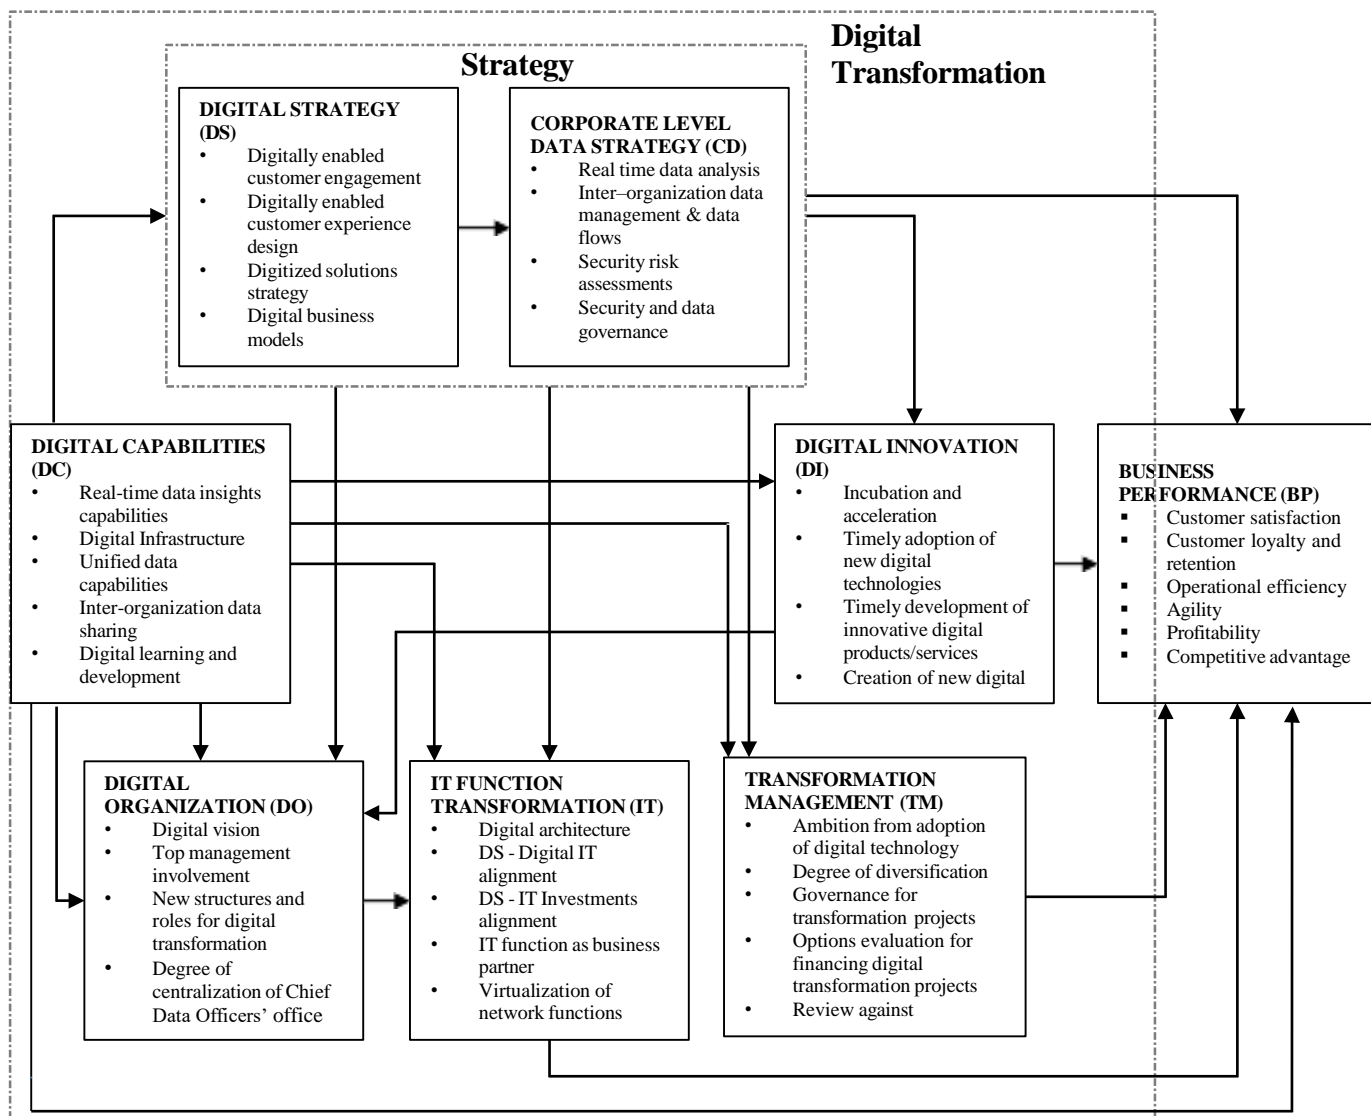 Digital
Transformation
Strategy
DIGITAL STRATEGY
(DS)
• Digitally enabled
customer engagement
• Digitally enabled
customer experience
design
• Digitized solutions
strategy
• Digital business
models
CORPORATE LEVEL
DATA STRATEGY (CD)
• Real time data analysis
• Inter–organization data
management & data
flows
• Security risk
assessments
• Security and data
governance
DIGITAL CAPABILITIES
(DC)
• Real-time data insights
capabilities
• Digital Infrastructure
• Unified data
capabilities
• Inter-organization data
sharing
• Digital learning and
development
DIGITAL INNOVATION
(DI)
• Incubation and
acceleration
• Timely adoption of
new digital
technologies
• Timely development of
innovative digital
products/services
• Creation of new digital
BUSINESS
PERFORMANCE (BP)
▪ Customer satisfaction
▪ Customer loyalty and
retention
▪ Operational efficiency
▪ Agility
▪ Profitability
▪ Competitive advantage
DIGITAL
ORGANIZATION (DO)
• Digital vision
• Top management
involvement
• New structures and
roles for digital
transformation
• Degree of
centralization of Chief
Data Officers’ office
IT FUNCTION
TRANSFORMATION (IT)
• Digital architecture
• DS - Digital IT
alignment
• DS - IT Investments
alignment
• IT function as business
partner
• Virtualization of
network functions
TRANSFORMATION
MANAGEMENT (TM)
• Ambition from adoption
of digital technology
• Degree of diversification
• Governance for
transformation projects
• Options evaluation for
financing digital
transformation projects
• Review against